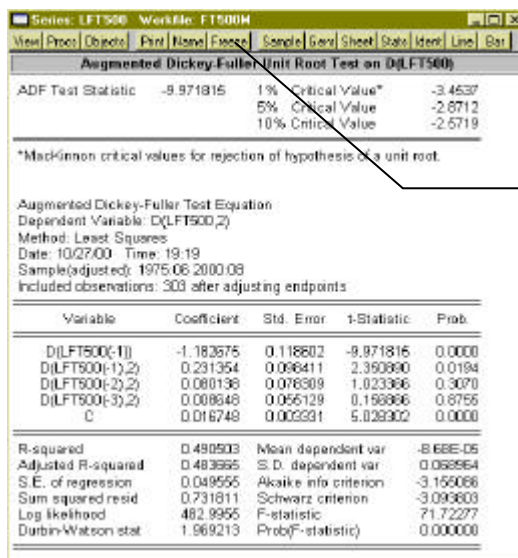 Series: LFT500 Workfile: FT500M
View Procs Objects Print Name Freeze Sample Genr Sheet Stats Ident Line Bar
Augmented Dickey-Fuller Unit Root Test on D(LFT500)
ADF Test Statistic -9.971815 1% Critical Value* -3.4537
5% Critical Value -2.8712
10% Critical Value -2.5719
*MacKinnon critical values for rejection of hypothesis of a unit root.
Augmented Dickey-Fuller Test Equation
Dependent Variable: D(LFT500,2)
Method: Least Squares
Date: 10/27/00 Time: 19:19
Sample(adjusted): 1975:06 2000:08
Included observations: 303 after adjusting endpoints
Variable Coefficient Std. Error t-Statistic Prob.
D(LFT500(-1)) -1.182675 0.118602 -9.971815 0.0000
D(LFT500(-1),2) 0.231354 0.098411 2.350890 0.0194
D(LFT500(-2),2) 0.080138 0.078309 1.023366 0.3070
D(LFT500(-3),2) 0.008648 0.055129 0.156866 0.8755
C 0.016748 0.003331 5.028302 0.0000
R-squared 0.490503 Mean dependent var -8.68E-05
Adjusted R-squared 0.483665 S.D. dependent var 0.068964
S.E. of regression 0.049555 Akaike info criterion -3.155086
Sum squared resid 0.731811 Schwarz criterion -3.093803
Log likelihood 482.9955 F-statistic 71.72277
Durbin-Watson stat 1.969213 Prob(F-statistic) 0.000000